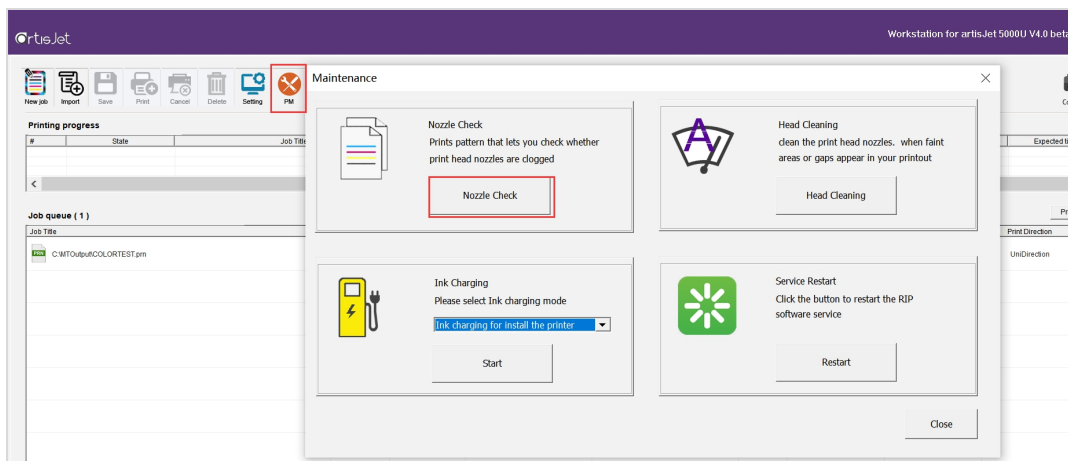 artisJet
Workstation for artisJet 5000U V4.0 beta
New job
Import
Save
Print
Cancel
Delete
Setting
PM
Printing progress
#
State
Job Title
Job queue ( 1 )
Job Title
PRN
C:\MTOutput\COLORTEST.prn
Maintenance
Nozzle Check
Prints pattern that lets you check whether
print head nozzles are clogged
Nozzle Check
Head Cleaning
clean the print head nozzles. when faint
areas or gaps appear in your printout
Head Cleaning
Ink Charging
Please select Ink charging mode
Ink charging for install the printer
Start
Service Restart
Click the button to restart the RIP
software service
Restart
Close
Expected ti
Pr
Print Direction
UniDirection